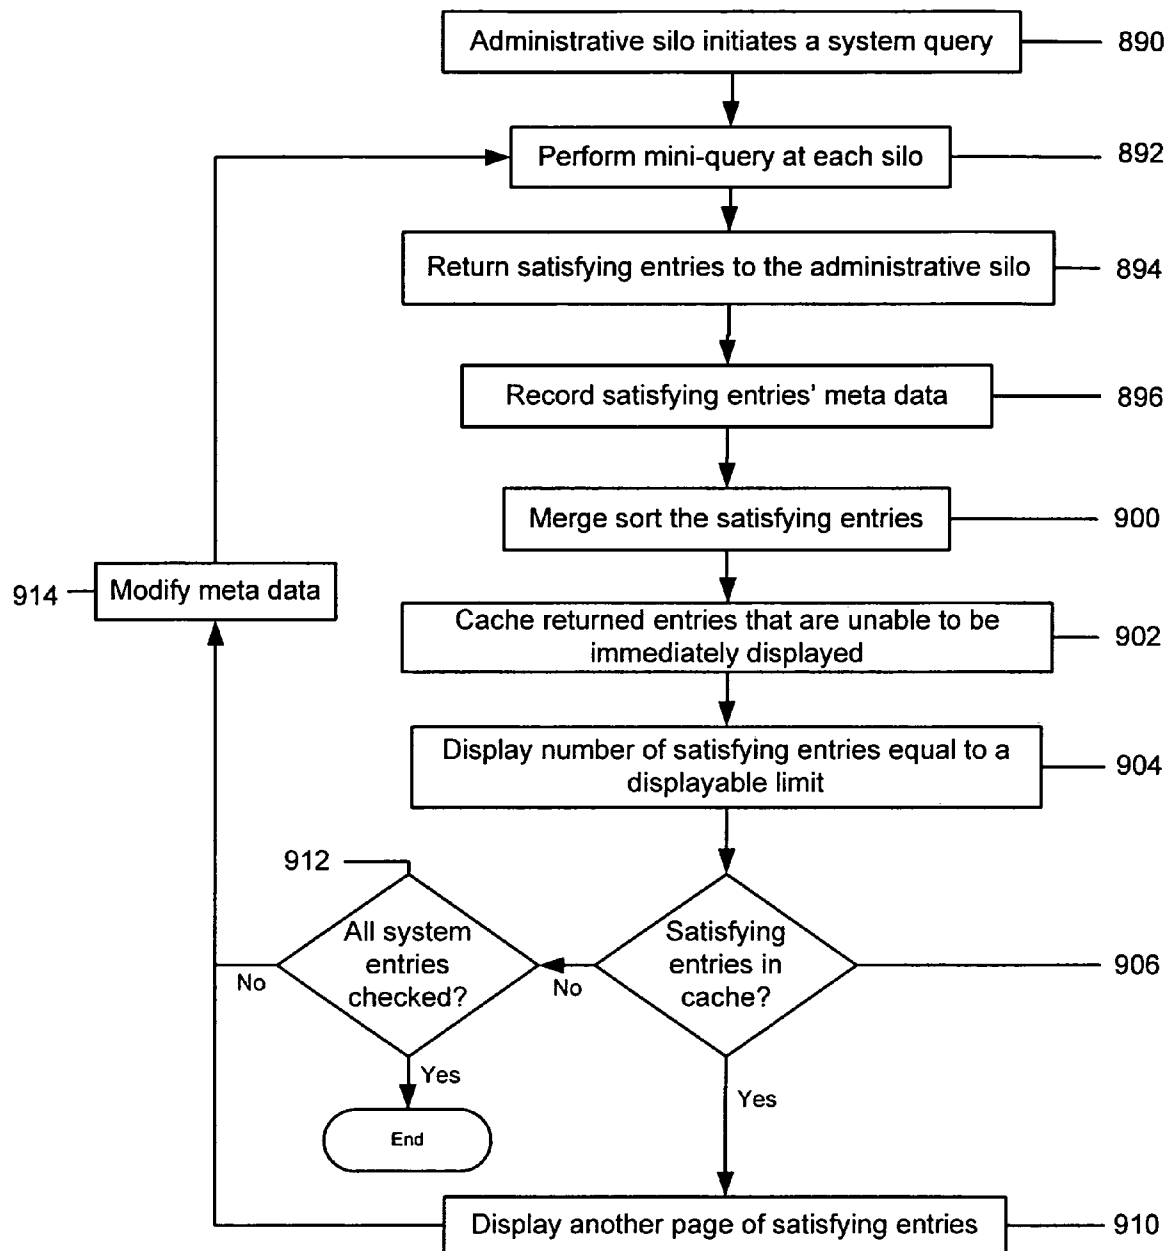 Administrative silo initiates a system query
890
Perform mini-query at each silo
892
Return satisfying entries to the administrative silo
894
Record satisfying entries' meta data
896
Merge sort the satisfying entries
900
914
Modify meta data
Cache returned entries that are unable to be
immediately displayed
902
Display number of satisfying entries equal to a
displayable limit
904
912
All system
entries
checked?
Satisfying
entries in
cache?
906
No
No
Yes
Yes
End
Display another page of satisfying entries
910